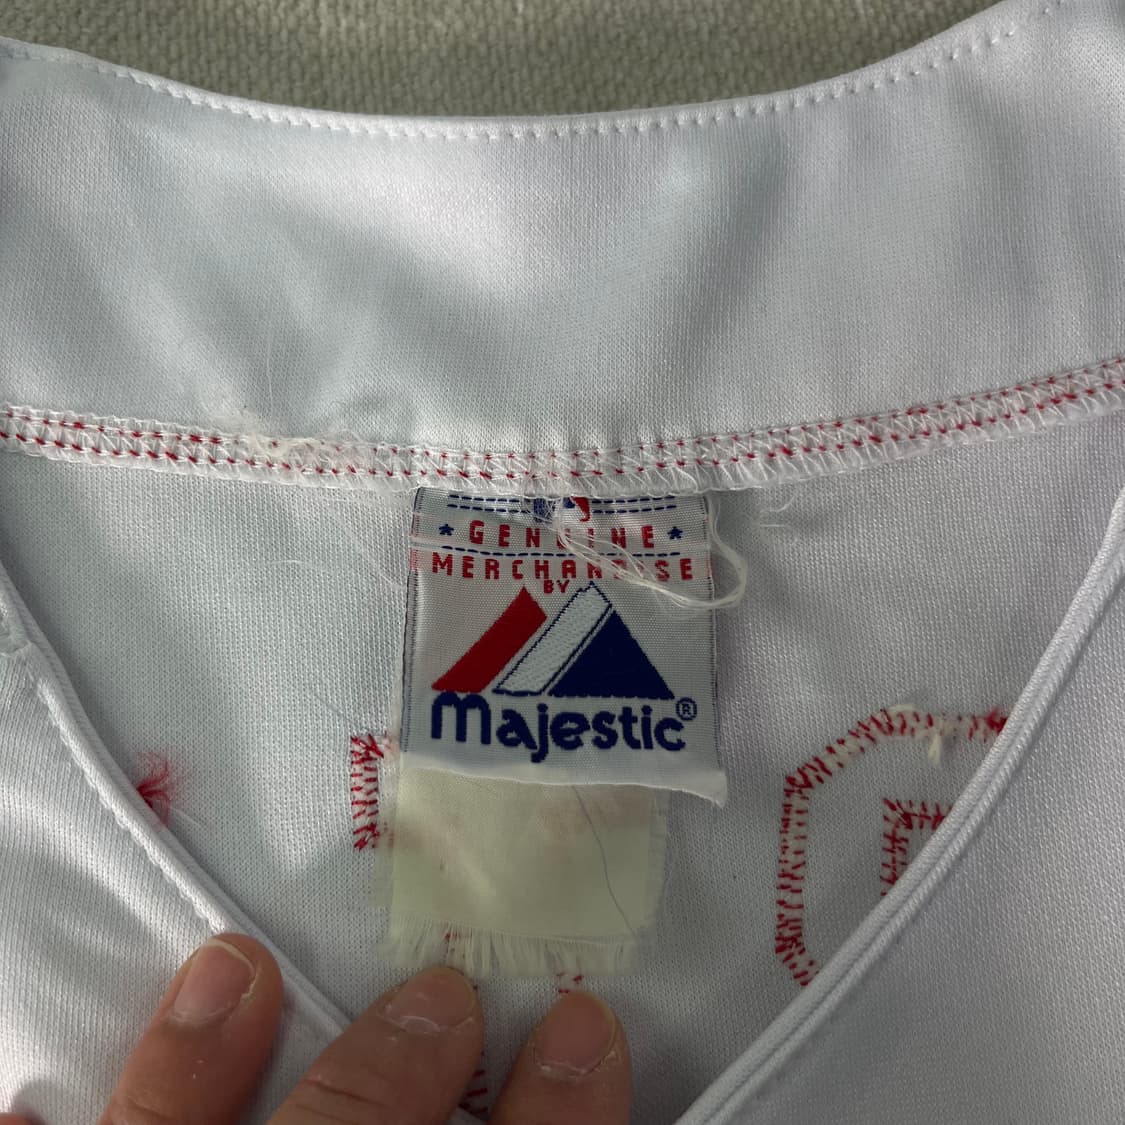 * GENUINE *
MERCHANDISE
BY
Majestic®